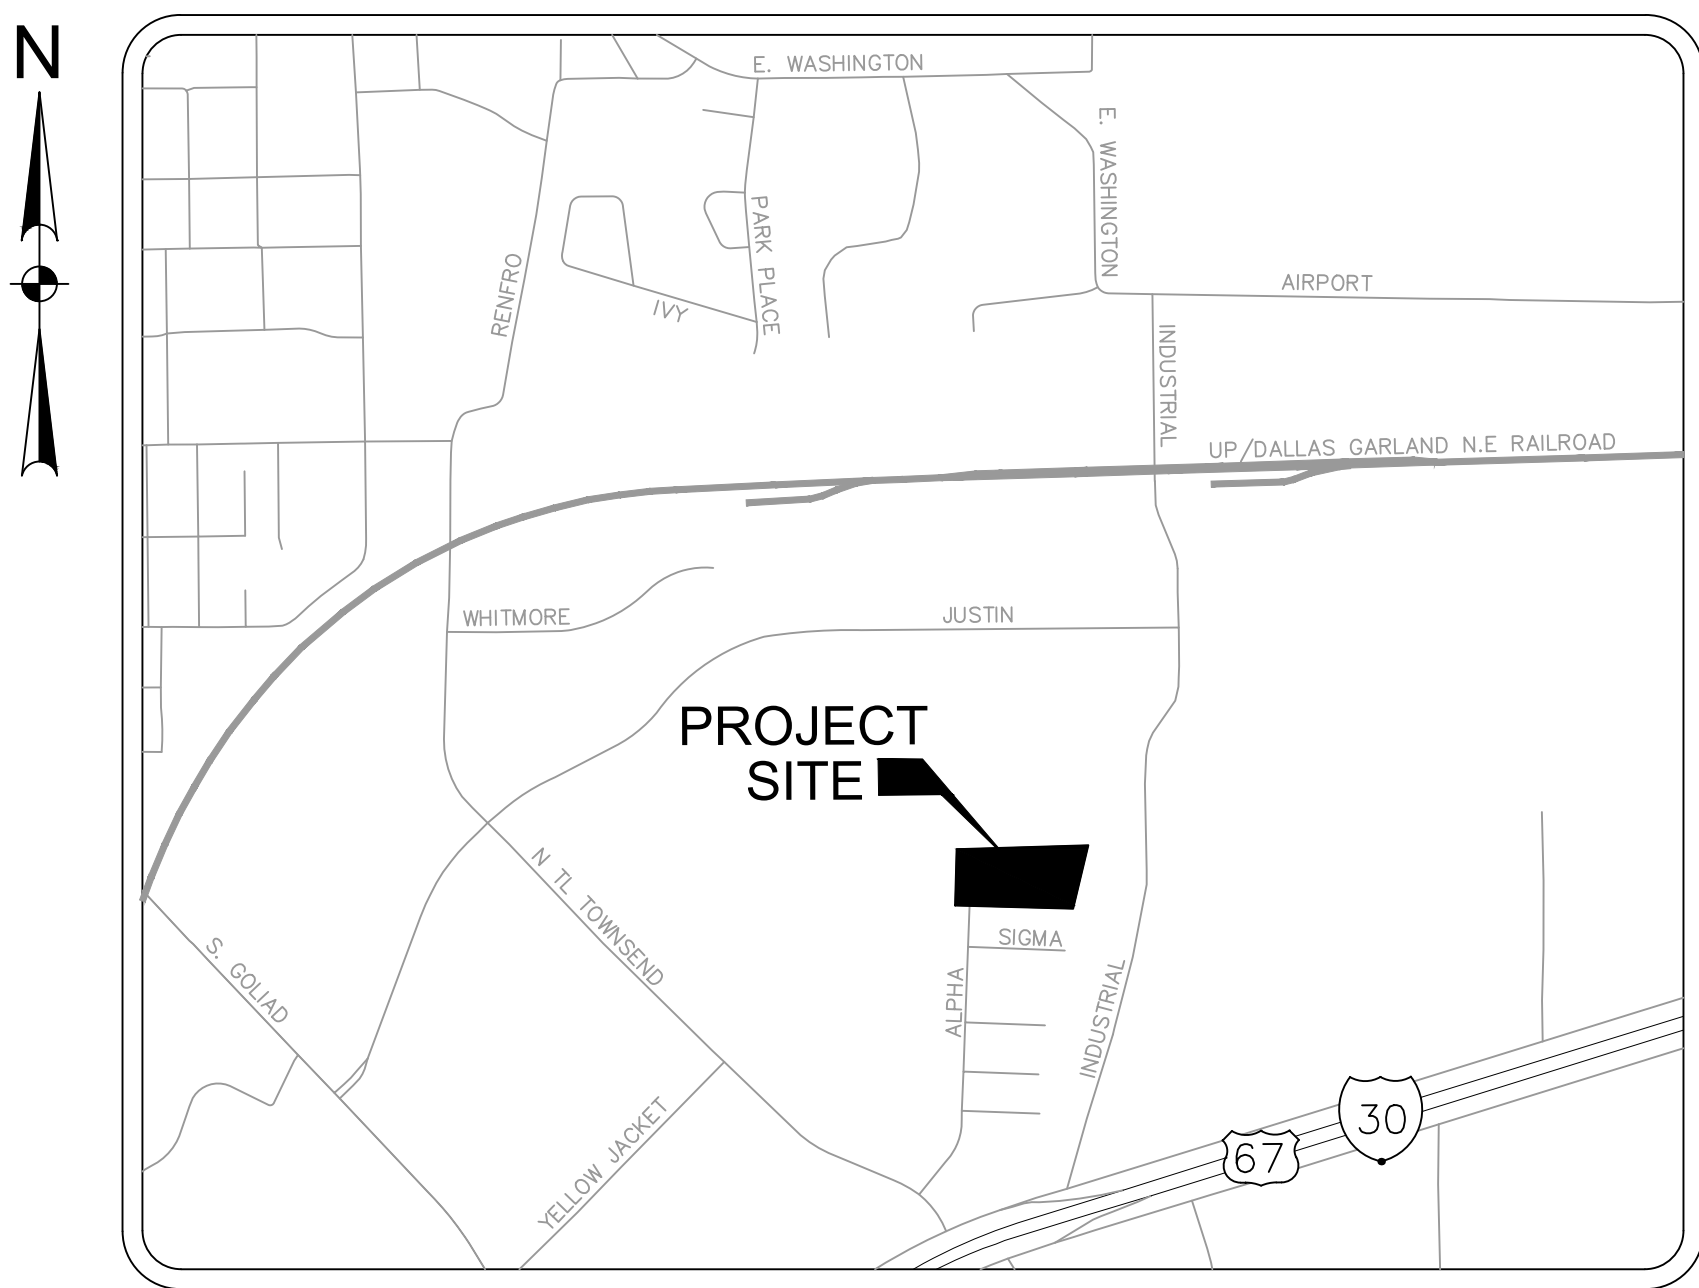 N
E. WASHINGTON
E. WASHINGTON
PARK PLACE
RENFRO
IVY
AIRPORT
INDUSTRIAL
UP/DALLAS GARLAND N.E RAILROAD
WHITMORE
JUSTIN
PROJECT
SITE
N TL TOWNSEND
S. GOLIAD
SIGMA
ALPHA
INDUSTRIAL
YELLOW JACKET
30
67